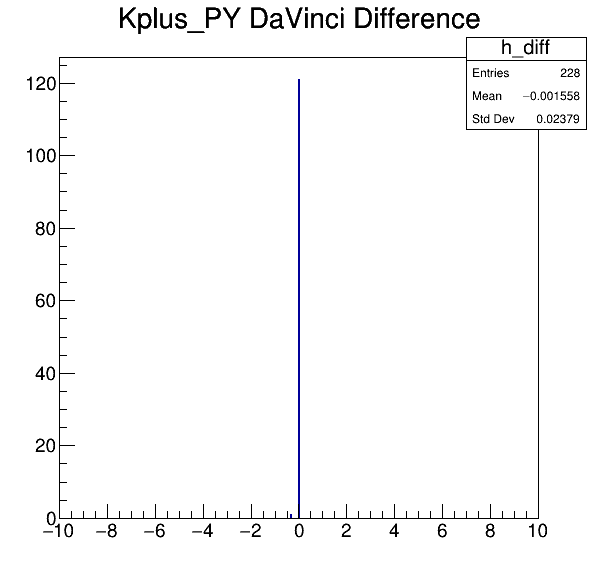 Kplus_PY DaVinci Difference
h_diff
Entries 228
Mean −0.001558
Std Dev 0.02379
120
100
80
60
40
20
0
−10 −8 −6 −4 −2 0 2 4 6 8 10